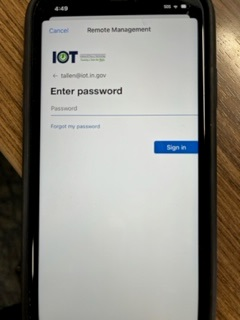 4:49
Cancel
Remote Management
IOT
← tallen@iot.in.gov
Enter password
Password
Forgot my password
Sign in